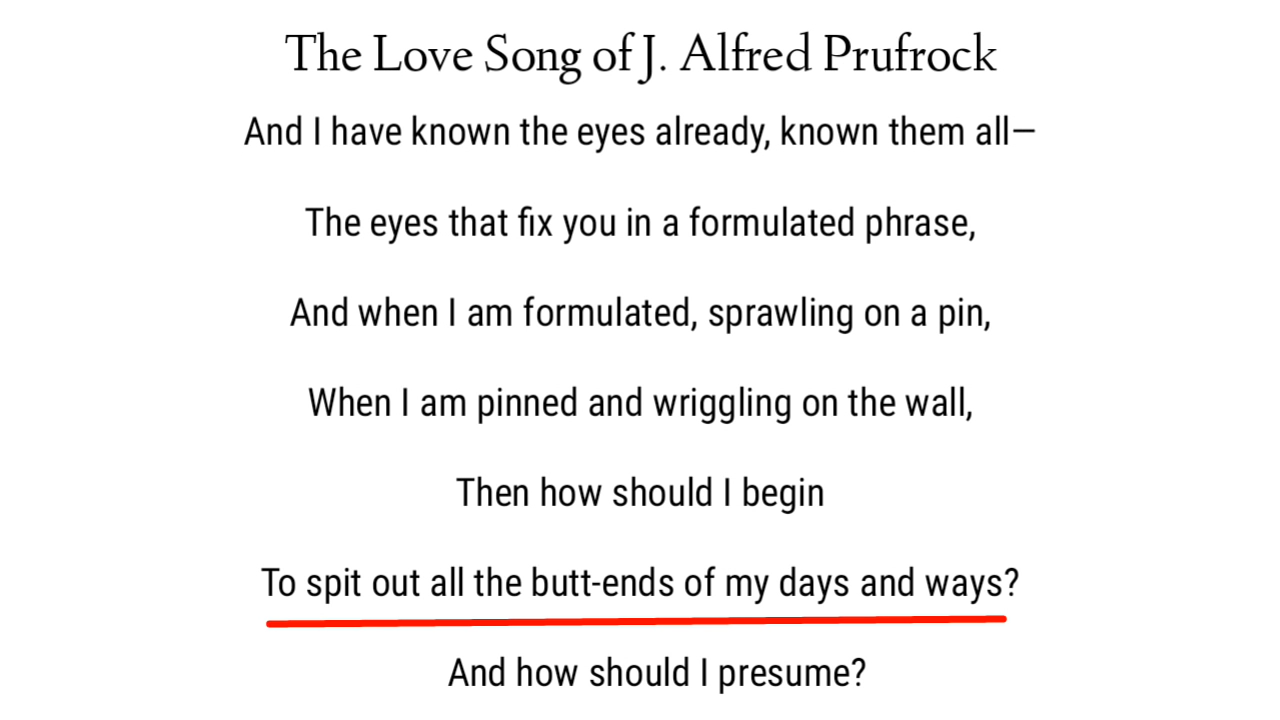 The Love Song of J. Alfred Prufrock
And I have known the eyes already, known them all—
The eyes that fix you in a formulated phrase,
And when I am formulated, sprawling on a pin,
When I am pinned and wriggling on the wall,
Then how should I begin
To spit out all the butt-ends of my days and ways?
And how should I presume?